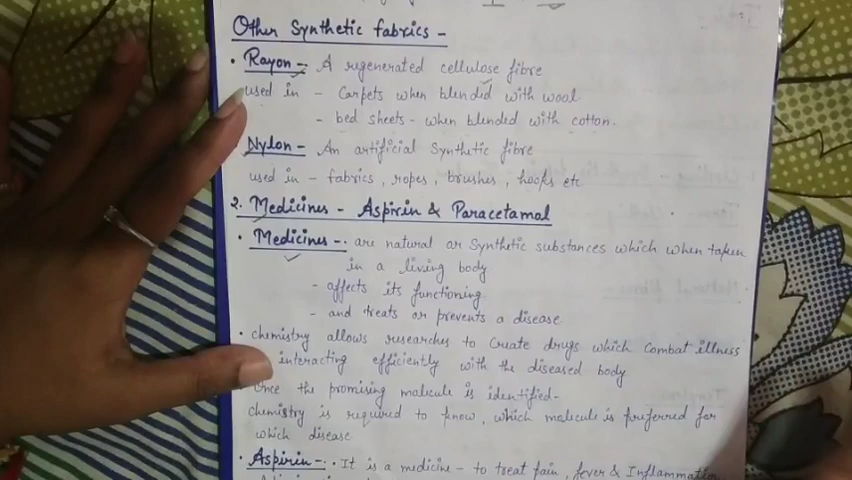 Other Synthetic fabrics -
• Rayon - A regenerated cellulose fibre
used in - Carpets when blended with wool
- bed sheets - when blended with cotton.
Nylon - An artificial Synthetic fibre
used in - fabrics, ropes, brushes, hooks etc
2. Medicines - Aspirin & Paracetamol
• Medicines - • are natural or Synthetic substances which when taken
in a living body
- affects its functioning
- and treats or prevents a disease
• Chemistry allows researches to create drugs which combat illness
interacting efficiently with the diseased body
Once the promising malicule is identified -
chemistry is required to know, which malicule is preferred for
which disease
• Aspirin - • It is a medicine - to treat pain, fever & Inflammation